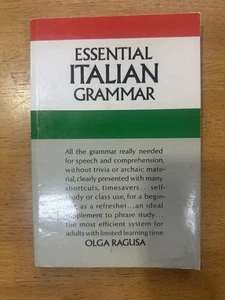 ESSENTIAL
ITALIAN
GRAMMAR
All the grammar really needed
for speech and comprehension,
without trivia or archaic mate-
rial, clearly presented with many
shortcuts, timesavers... self-
study or class use, for a begin-
as a refresher... an ideal
plement to phrase study...
the most efficient system for
adults with limited learning time.
OLGA RAGUSA